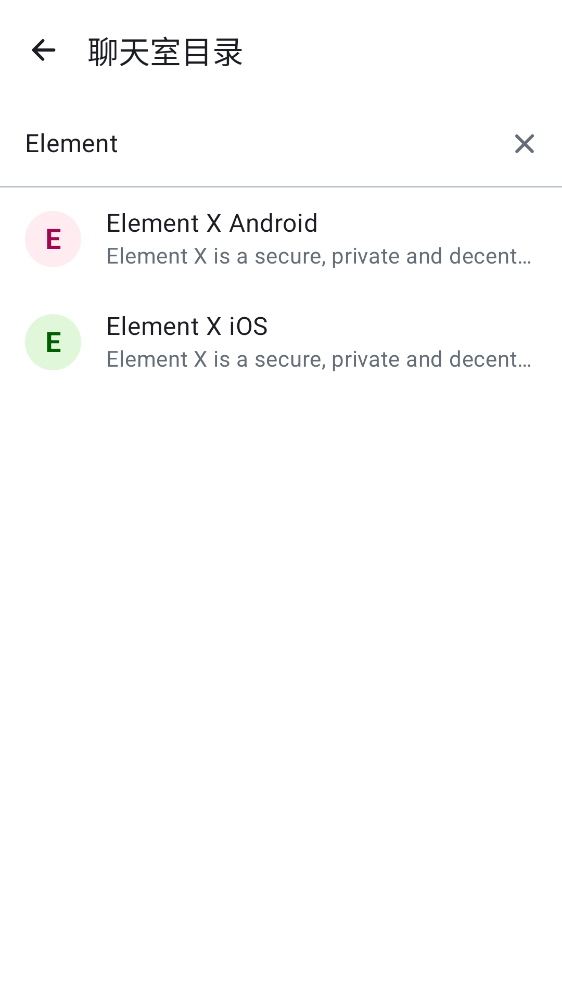 聊天室目录
Element
E
Element X Android
Element X is a secure, private and decent…
E
Element X iOS
Element X is a secure, private and decent…